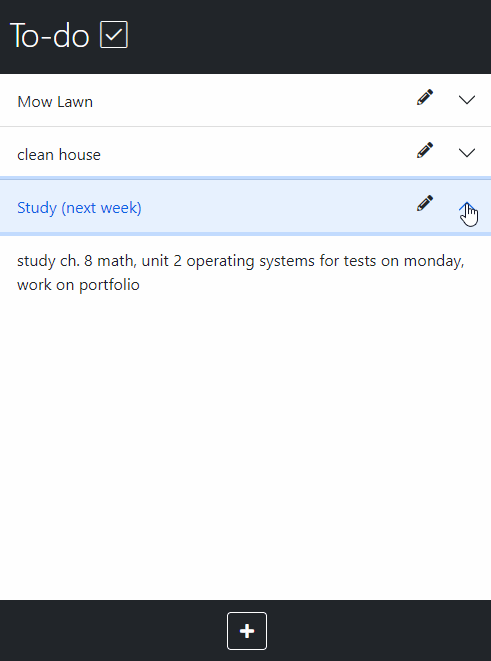 To-do
Mow Lawn
clean house
Study (next week)
study ch. 8 math, unit 2 operating systems for tests on monday,
work on portfolio